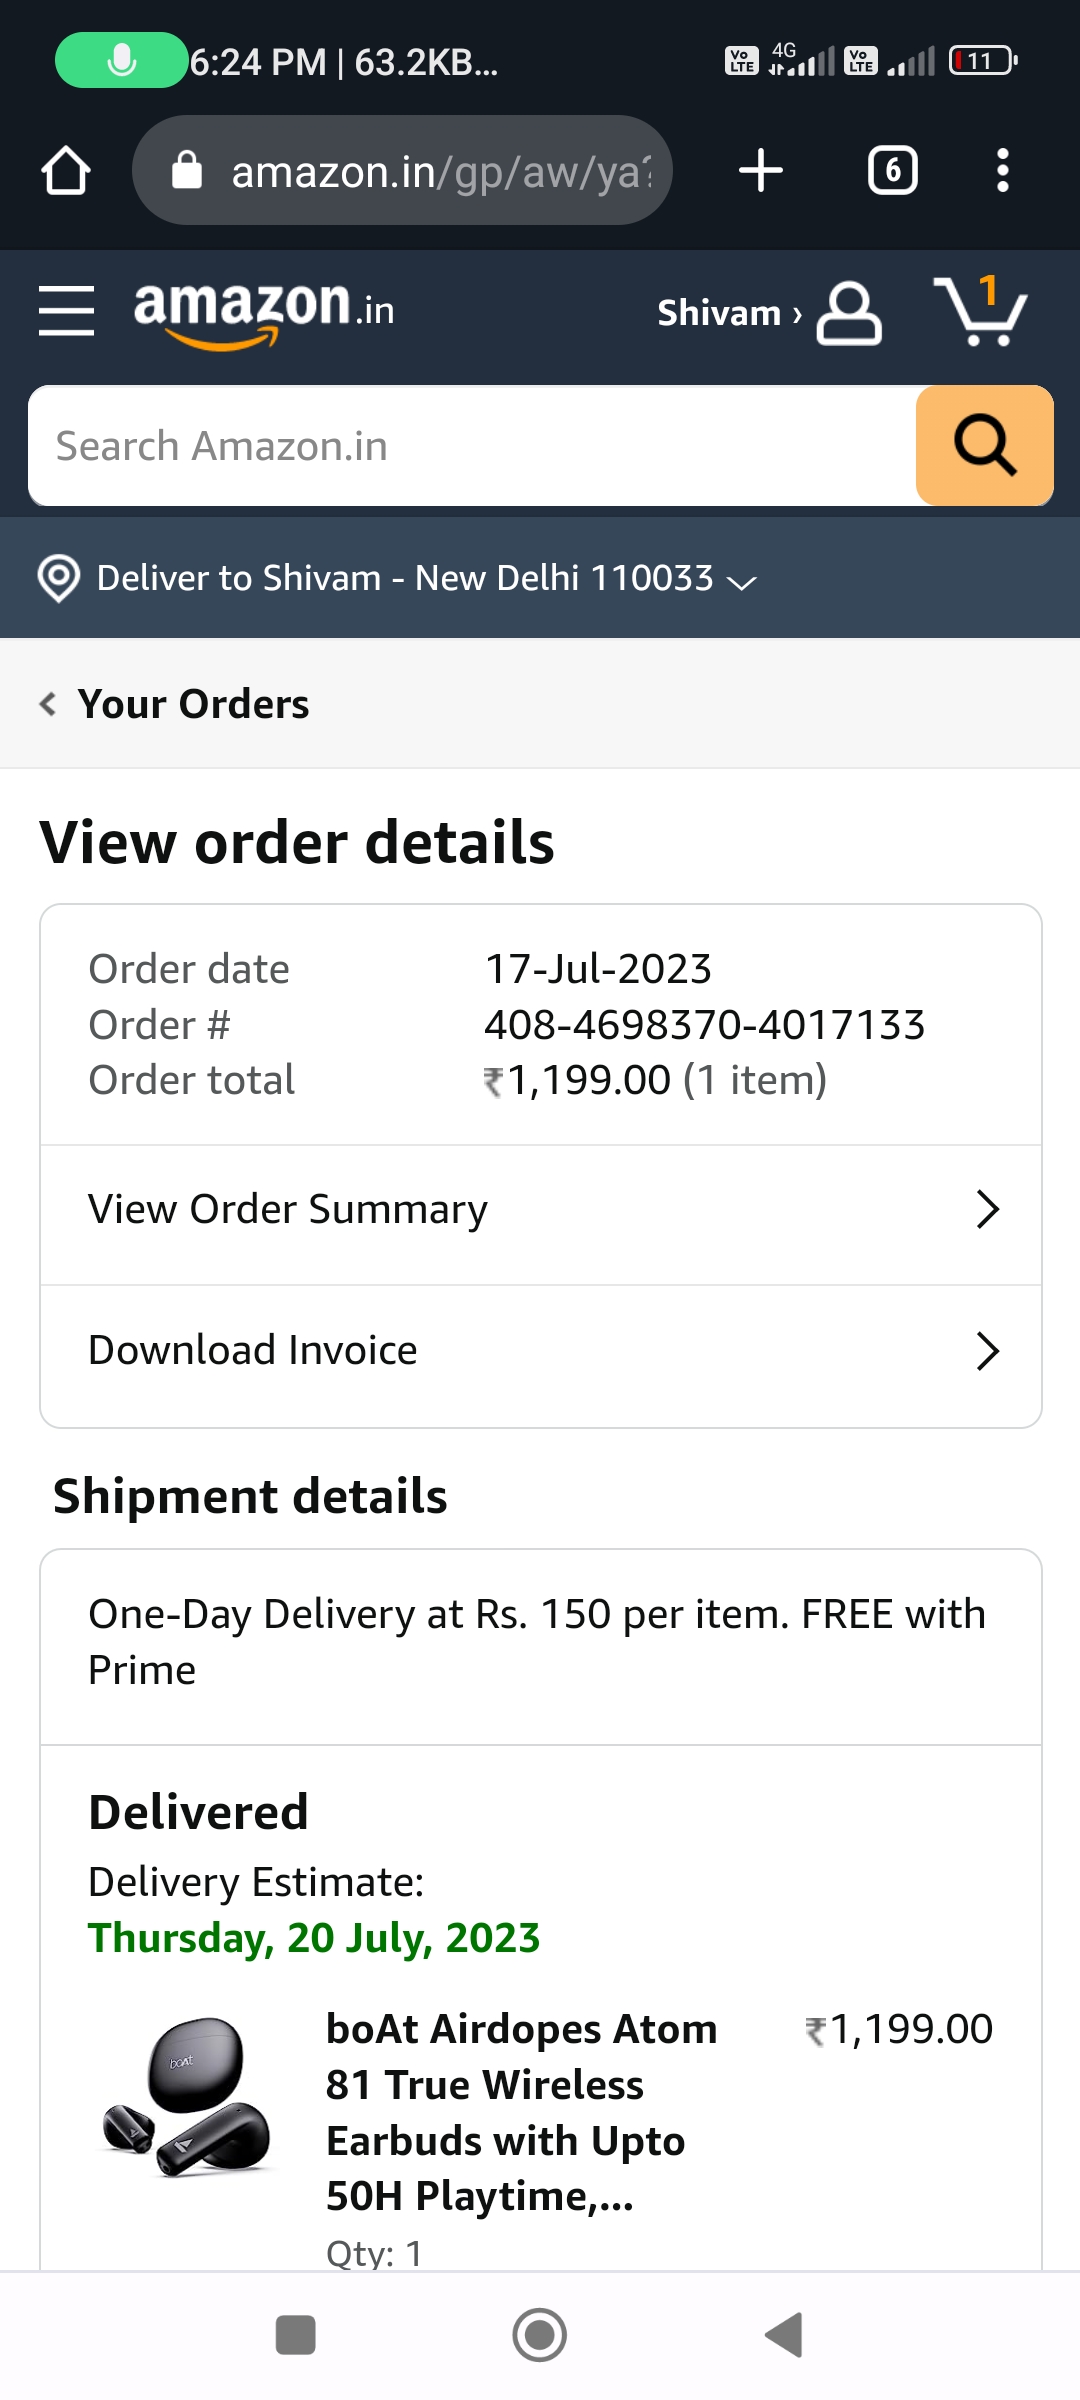 6:24 PM | 63.2KB...
Vo LTE 4G Vo LTE 11
amazon.in/gp/aw/ya?
6
amazon.in
Shivam ›
1
Search Amazon.in
Deliver to Shivam - New Delhi 110033
Your Orders
View order details
Order date 17-Jul-2023
Order # 408-4698370-4017133
Order total ₹1,199.00 (1 item)
View Order Summary
Download Invoice
Shipment details
One-Day Delivery at Rs. 150 per item. FREE with
Prime
Delivered
Delivery Estimate:
Thursday, 20 July, 2023
boAt
boAt Airdopes Atom ₹1,199.00
81 True Wireless
Earbuds with Upto
50H Playtime,...
Qty: 1